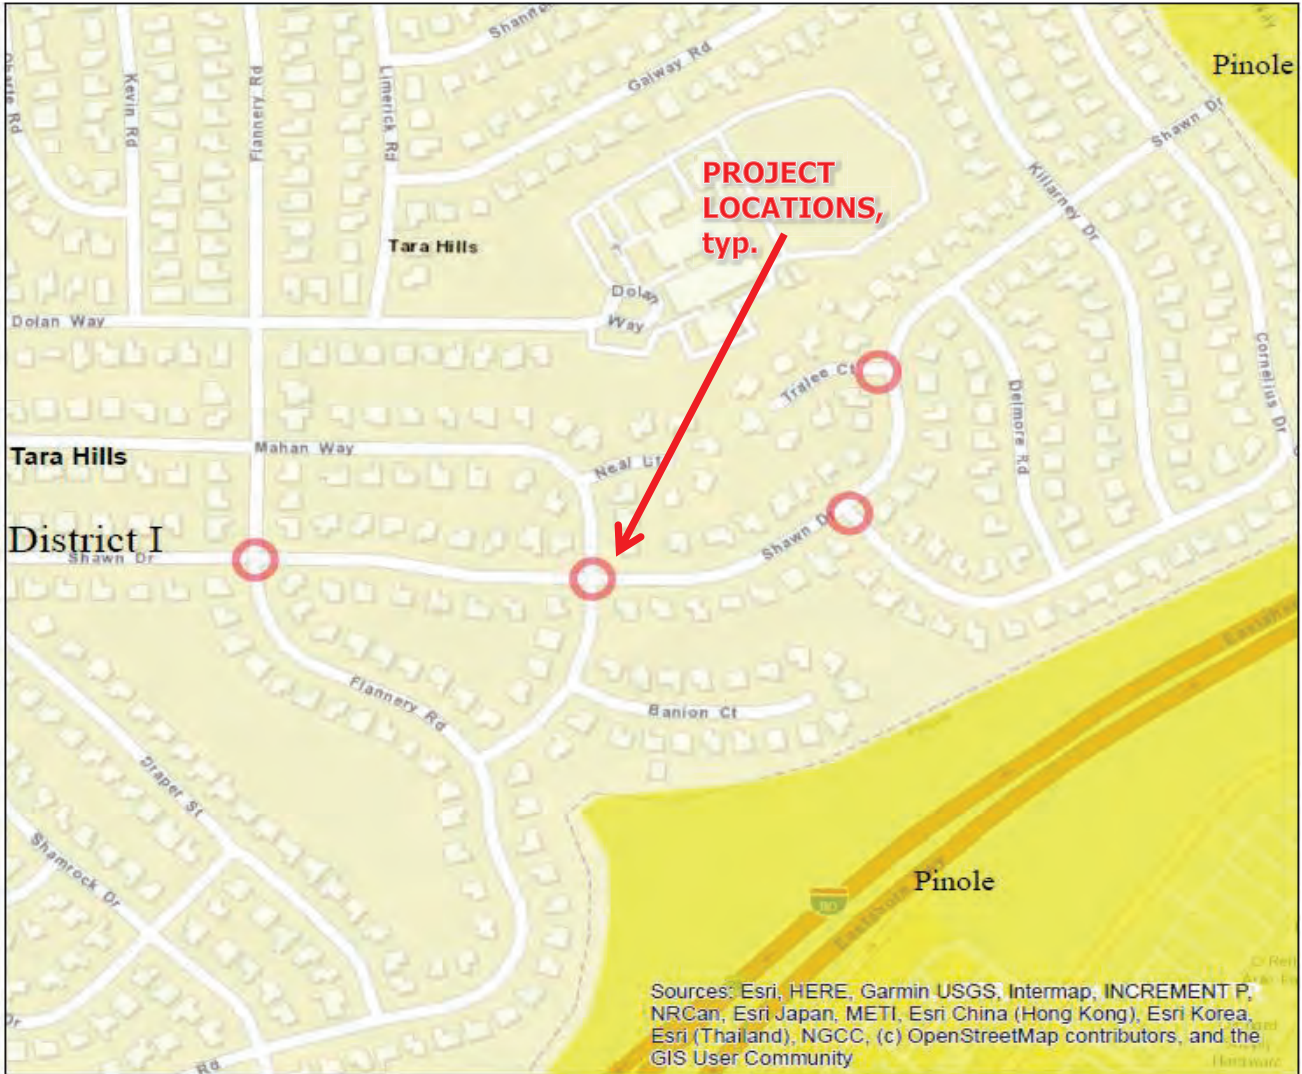 Pinole
Shawn Dr
Galway Rd
Kevin Rd
Flannery Rd
Limerick Rd
PROJECT
LOCATIONS,
typ.
Killarney Dr
Tara Hills
Dolan
Way
Dolan Way
Tralee Ct
Cornelius Dr
Delmore Rd
Mahan Way
Tara Hills
Neal Ct
District I
Shawn Dr
Shawn Dr
Flannery Rd
Banion Ct
Draper St
Shamrock Dr
Pinole
80
Dr
Rd
Sources: Esri, HERE, Garmin USGS, Intermap, INCREMENT P,
NRCan, Esri Japan, METI, Esri China (Hong Kong), Esri Korea,
Esri (Thailand), NGCC, (c) OpenStreetMap contributors, and the
GIS User Community
Hardware